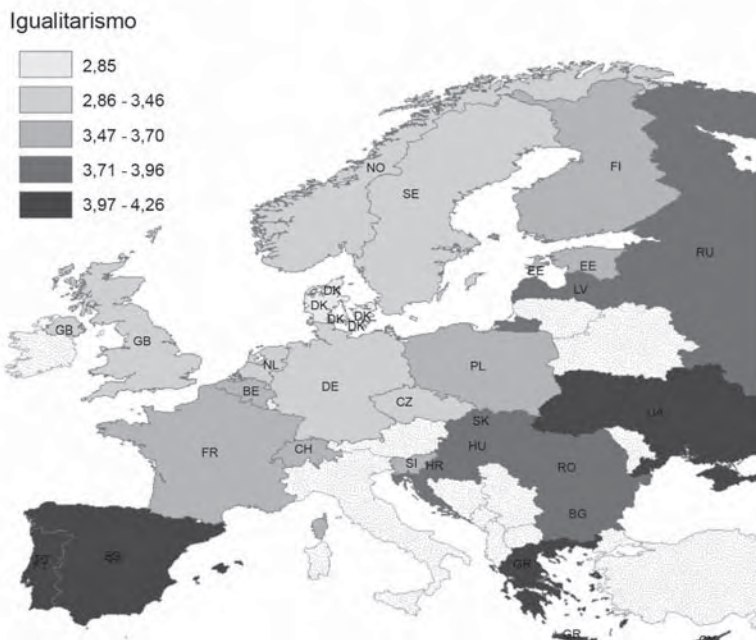 Igualitarismo
2,85
2,86 - 3,46
3,47 - 3,70
3,71 - 3,96
3,97 - 4,26
NO
SE
FI
RU
EE
EE
LV
DK
DK
DK
DK
DK
GB
GB
NL
BE
DE
PL
CZ
SK
UA
FR
CH
HU
SI
HR
RO
BG
GR
GR